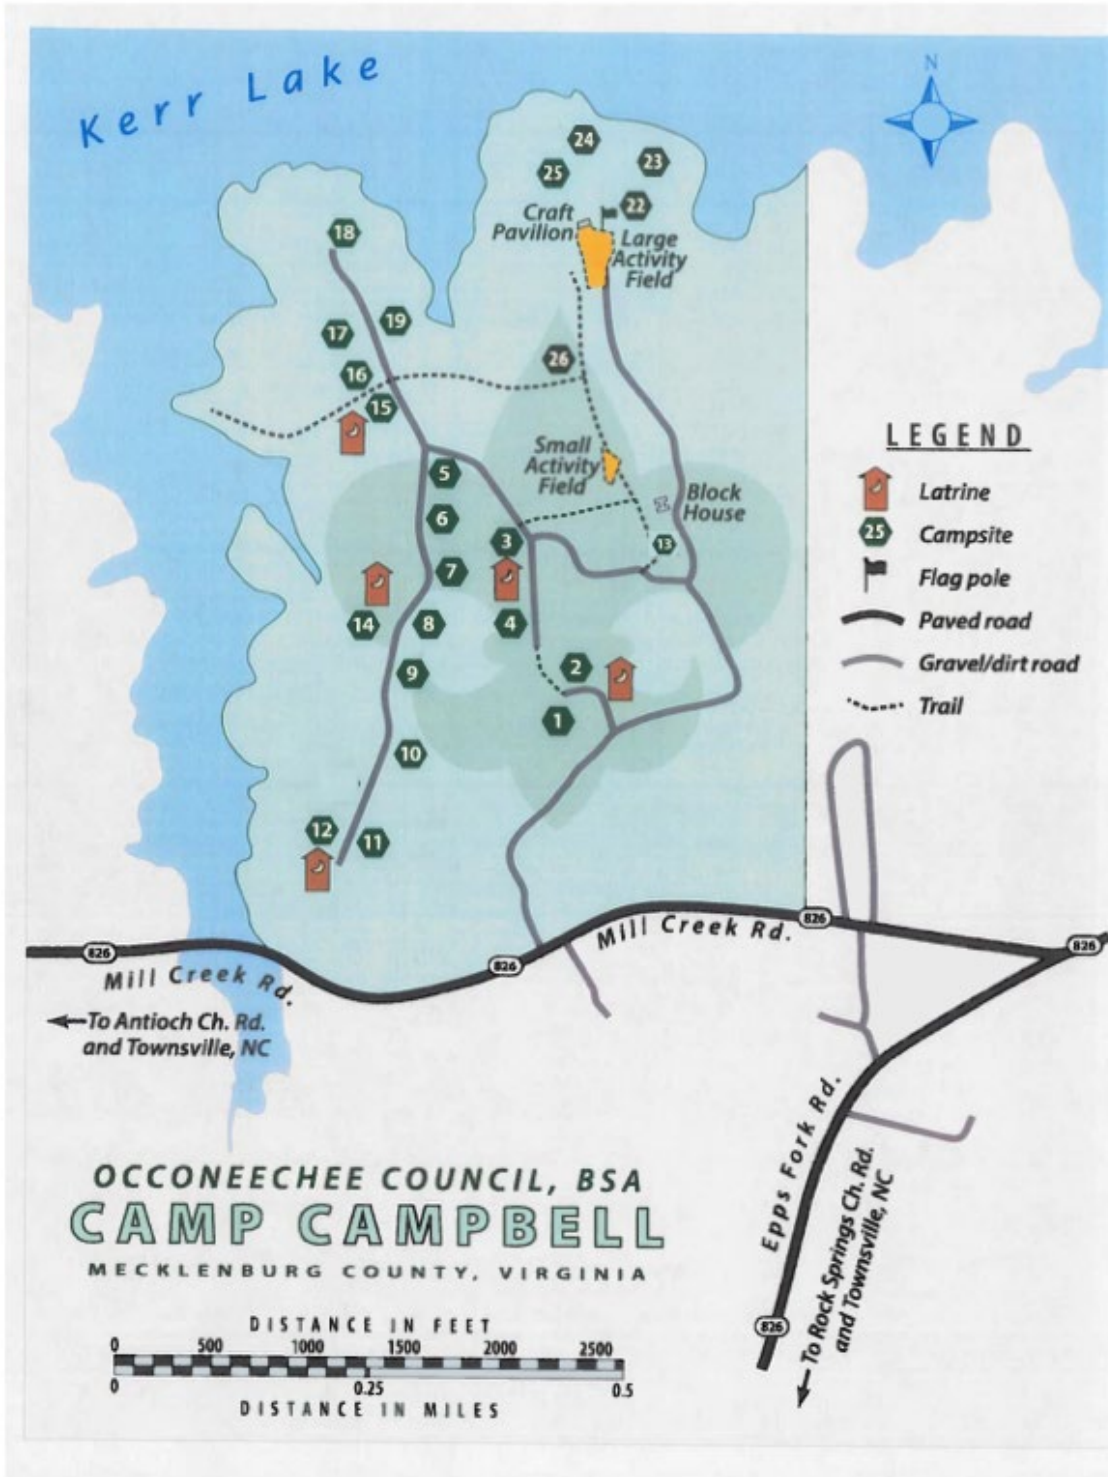 Kerr Lake
N
24
23
25
22
Craft
Pavilion
Large
Activity
Field
18
19
17
26
16
15
Small
Activity
Field
5
Block
House
6
3
13
7
14
8
4
2
9
1
10
12
11
LEGEND
Latrine
25
Campsite
Flag pole
Paved road
Gravel/dirt road
Trail
826
Mill Creek Rd.
826
Mill Creek Rd.
826
826
To Antioch Ch. Rd.
and Townsville, NC
Epps Fork Rd.
826
To Rock Springs Ch. Rd.
and Townsville, NC
OCCONEECHEE COUNCIL, BSA
CAMP CAMPBELL
MECKLENBURG COUNTY, VIRGINIA
DISTANCE IN FEET
0 500 1000 1500 2000 2500
0 0.25 0.5
DISTANCE IN MILES